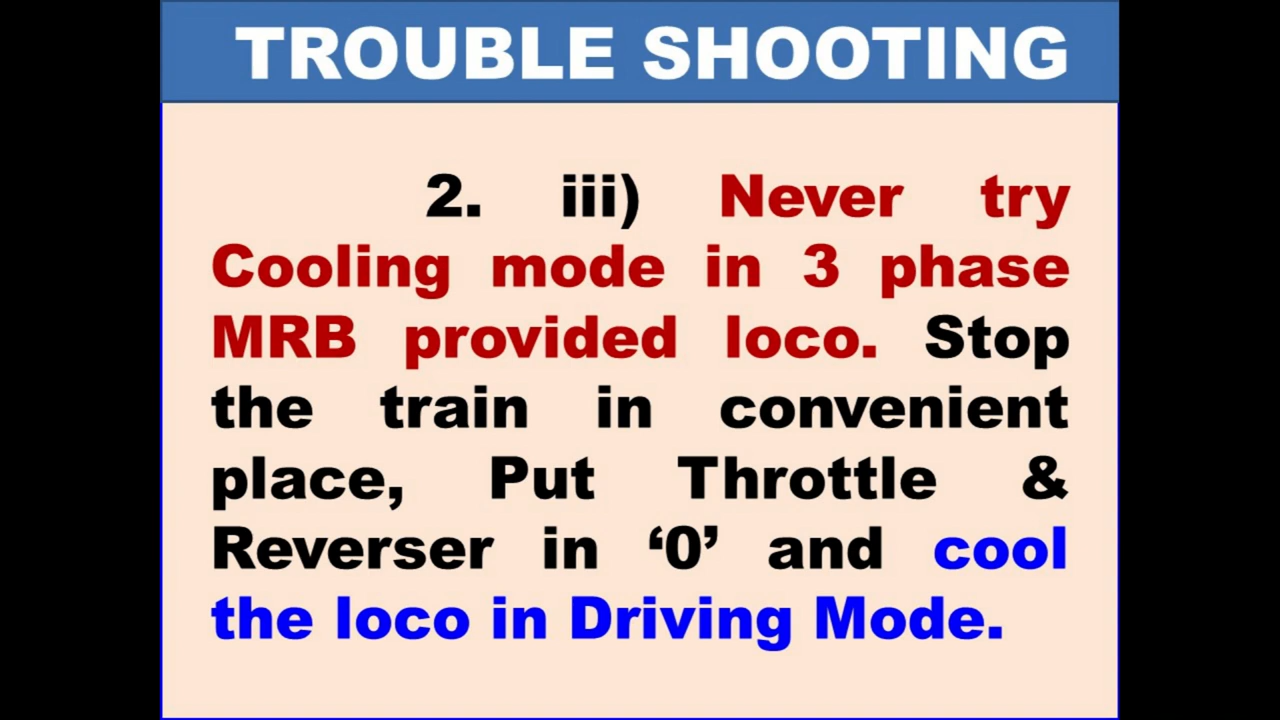 TROUBLE SHOOTING
2. iii) Never try
Cooling mode in 3 phase
MRB provided loco. Stop
the train in convenient
place, Put Throttle &
Reverser in ‘0’ and cool
the loco in Driving Mode.